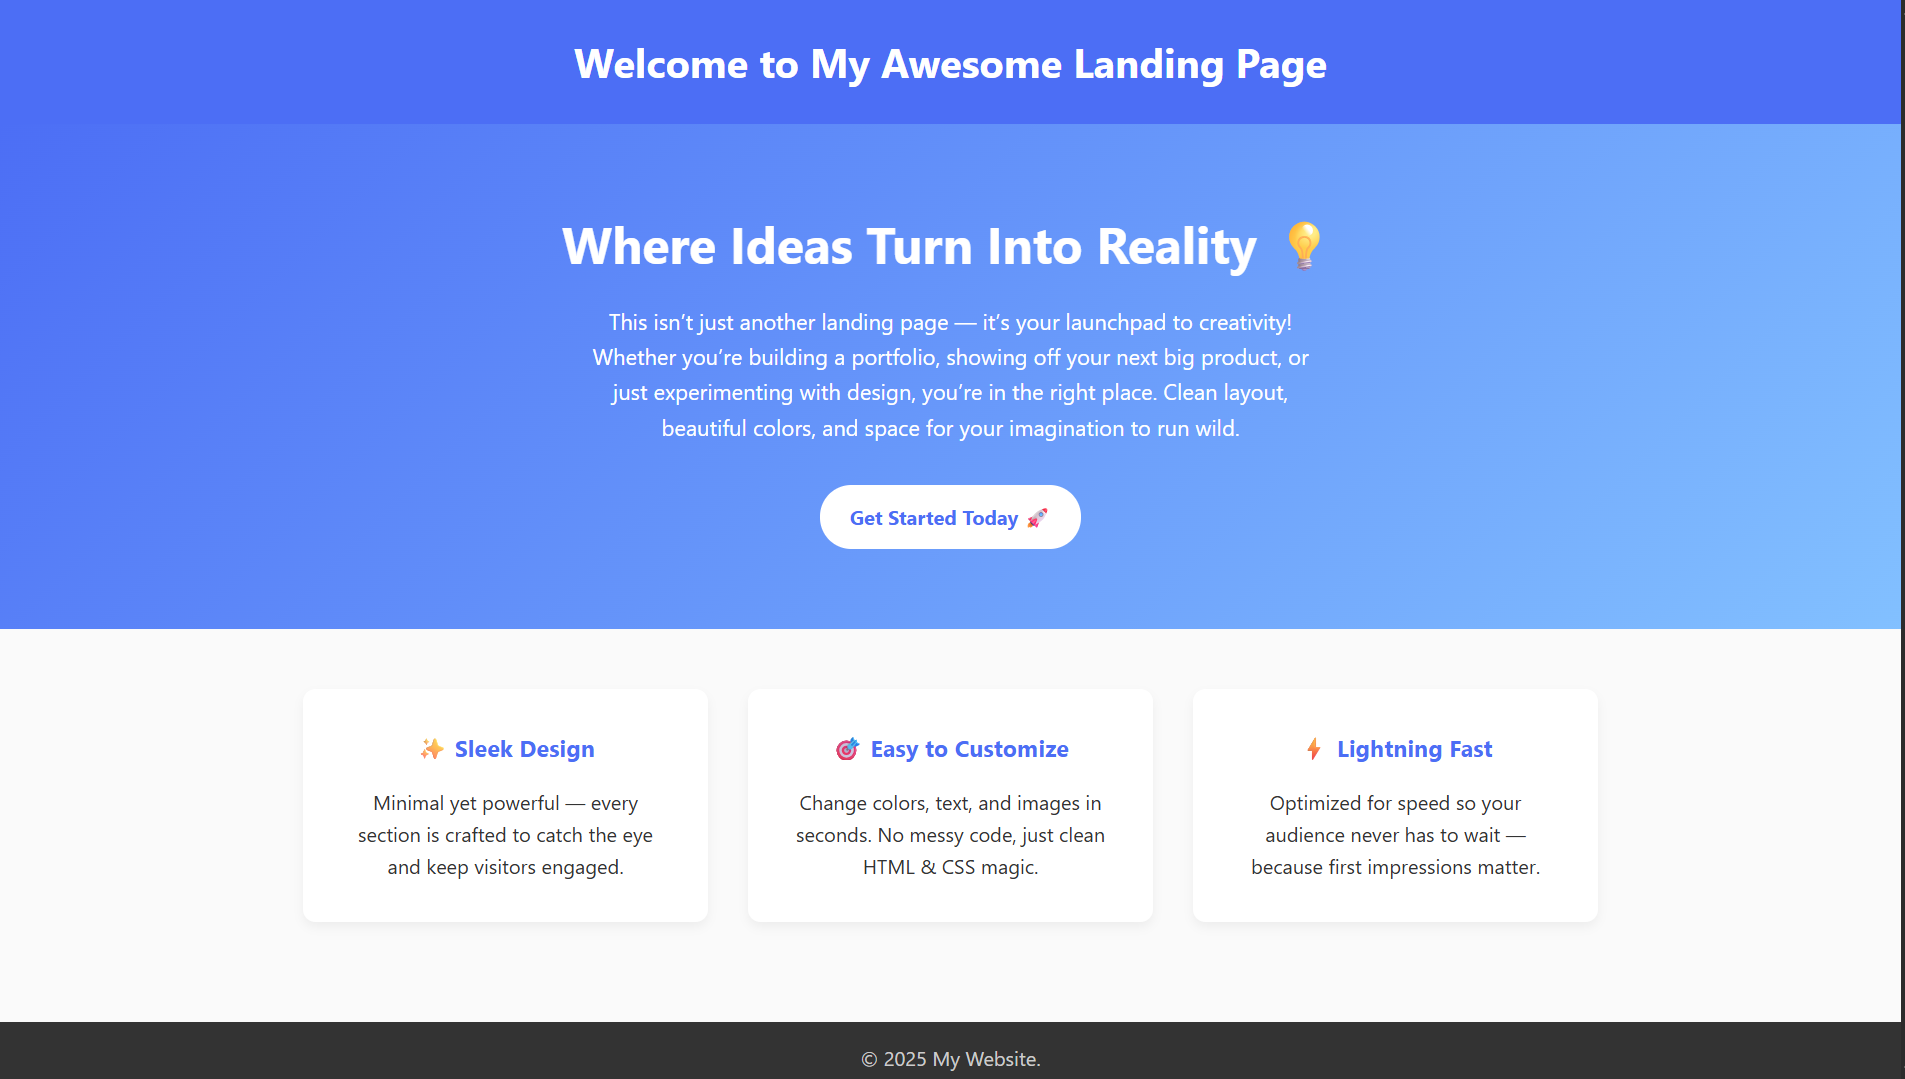 Welcome to My Awesome Landing Page
Where Ideas Turn Into Reality 💡
This isn’t just another landing page — it’s your launchpad to creativity!
Whether you’re building a portfolio, showing off your next big product, or
just experimenting with design, you’re in the right place. Clean layout,
beautiful colors, and space for your imagination to run wild.
Get Started Today 🚀
✨ Sleek Design
Minimal yet powerful — every
section is crafted to catch the eye
and keep visitors engaged.
🎯 Easy to Customize
Change colors, text, and images in
seconds. No messy code, just clean
HTML & CSS magic.
⚡ Lightning Fast
Optimized for speed so your
audience never has to wait —
because first impressions matter.
© 2025 My Website.